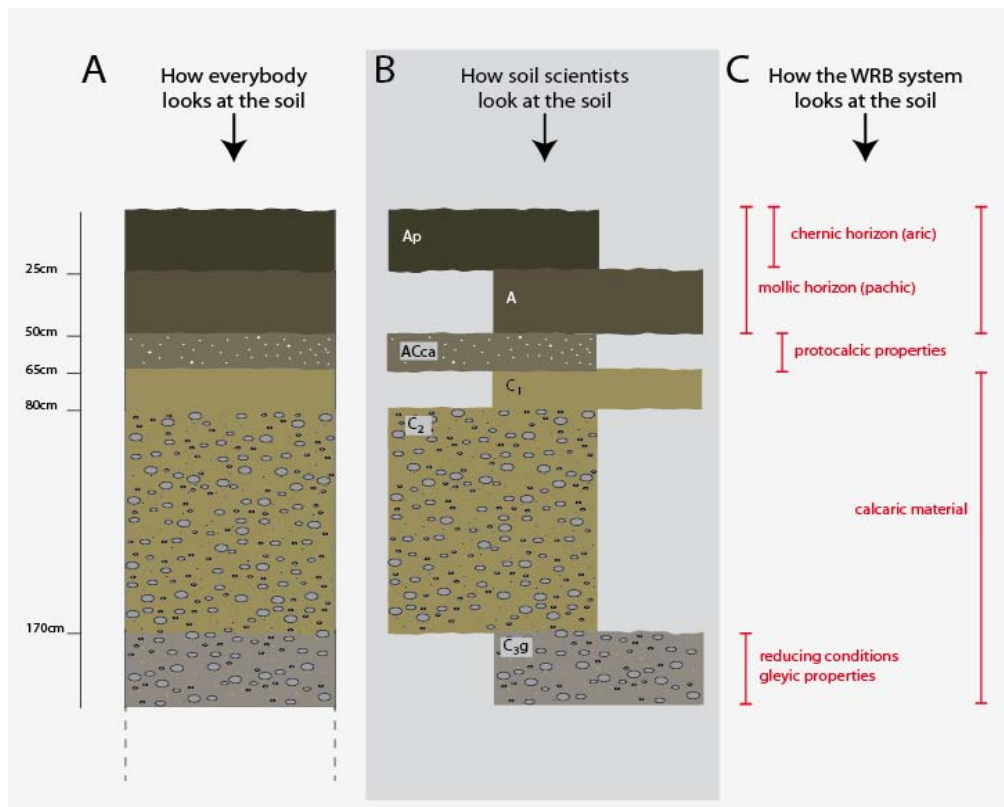 A
How everybody
looks at the soil
B
How soil scientists
look at the soil
C
How the WRB system
looks at the soil
25cm
50cm
65cm
80cm
170cm
Ap
A
ACca
C₁
C₂
C₃g
chernic horizon (aric)
mollic horizon (pachic)
protocalcic properties
calcaric material
reducing conditions
gleyic properties